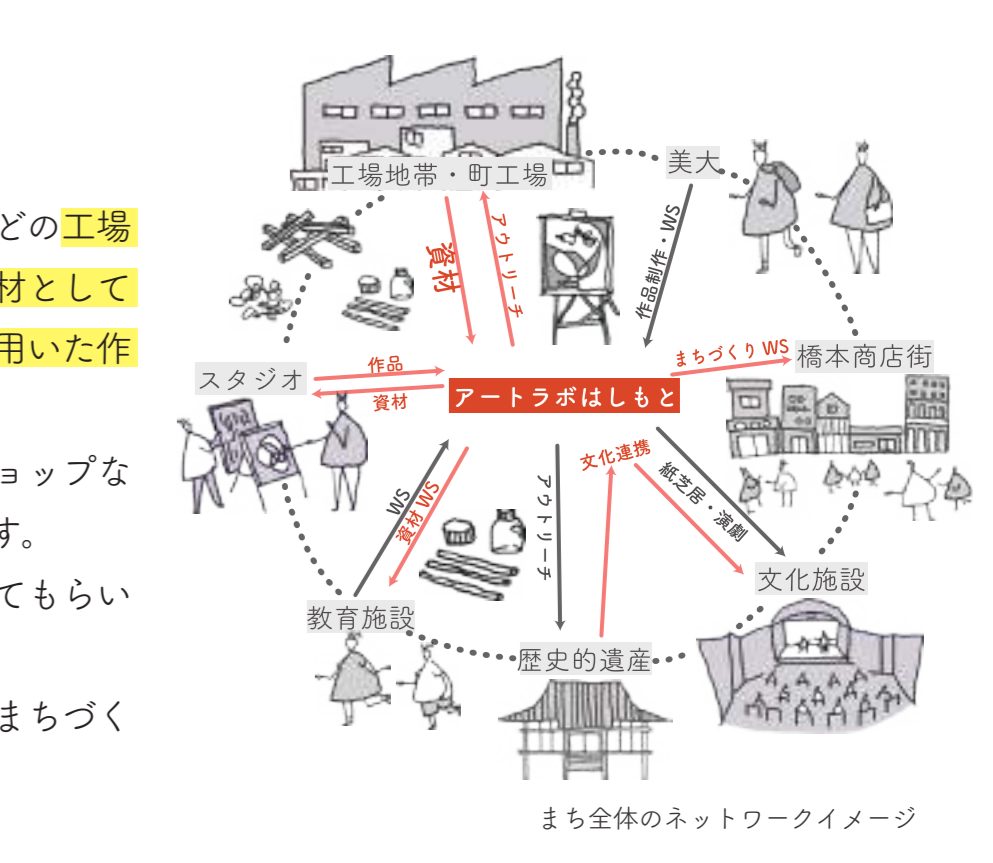 どの工場
材として
用いた作
ョップな
す。
てもらい
まちづく
工場地帯・町工場
美大
資材
アウトリーチ
作品制作・WS
スタジオ
作品
資材
アートラボはしもと
まちづくり WS
橋本商店街
WS
資材 WS
アウトリーチ
文化連携
紙芝居・演劇
教育施設
歴史的遺産
文化施設
まち全体のネットワークイメージ